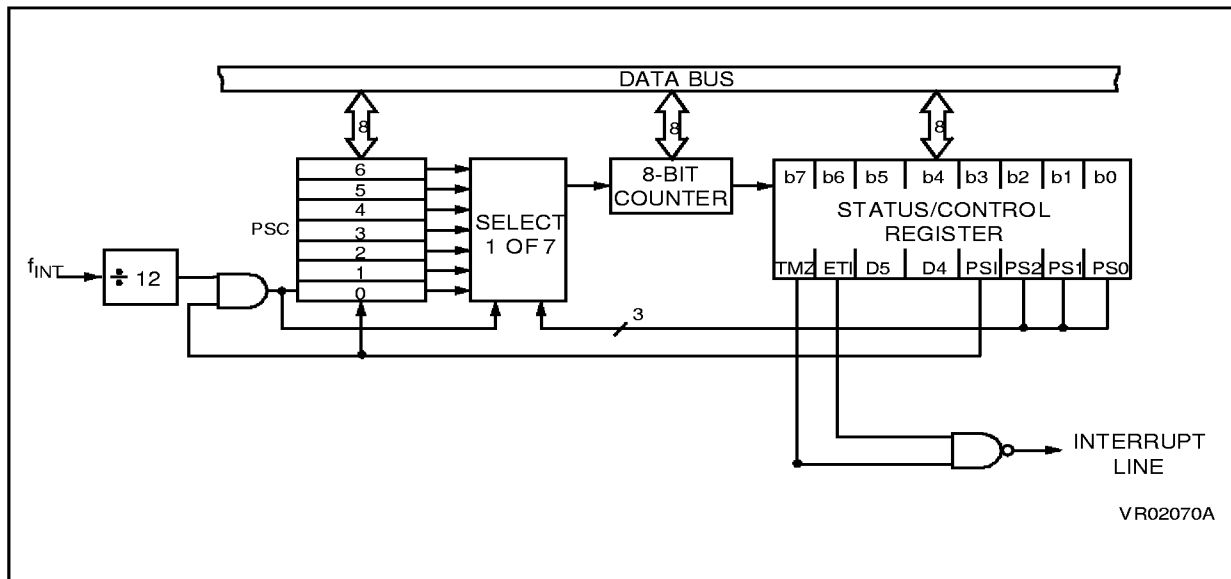 DATA BUS
8 8 8
6
5
4
3
2
1
0
PSC
SELECT
1 OF 7
8-BIT
COUNTER
b7 b6 b5 b4 b3 b2 b1 b0
STATUS/CONTROL
REGISTER
TMZ ETI D5 D4 PSI PS2 PS1 PS0
fINT
÷ 12
3
INTERRUPT
LINE
VR02070A